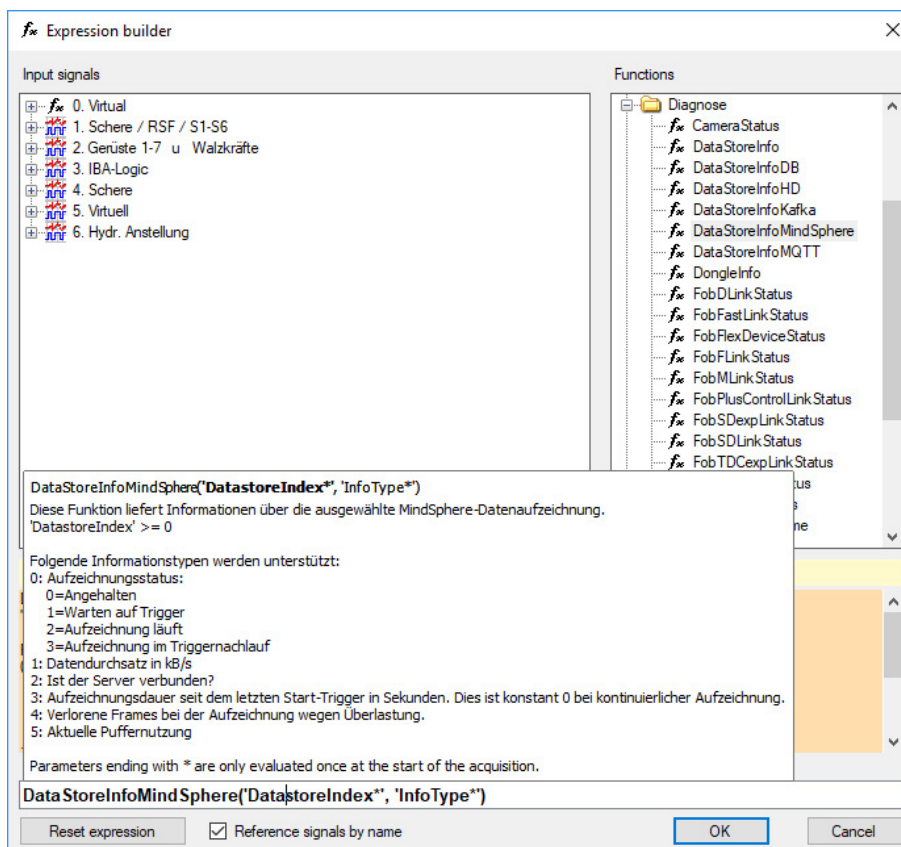 Expression builder
Input signals
0. Virtual
1. Schere / RSF / S1-S6
2. Gerüste 1-7 u Walzkräfte
3. IBA-Logic
4. Schere
5. Virtuell
6. Hydr. Anstellung
Functions
Diagnose
CameraStatus
DataStoreInfo
DataStoreInfoDB
DataStoreInfoHD
DataStoreInfoKafka
DataStoreInfoMindSphere
DataStoreInfoMQTT
DongleInfo
FobDLinkStatus
FobFastLinkStatus
FobFlexDeviceStatus
FobFLinkStatus
FobMLinkStatus
FobPlusControlLinkStatus
FobSDexpLinkStatus
FobSDLinkStatus
FobTDCexpLinkStatus
DataStoreInfoMindSphere('DatastoreIndex*', 'InfoType*')
Diese Funktion liefert Informationen über die ausgewählte MindSphere-Datenaufzeichnung.
'DatastoreIndex' >= 0
Folgende Informationstypen werden unterstützt:
0: Aufzeichnungsstatus:
0=Angehalten
1=Warten auf Trigger
2=Aufzeichnung läuft
3=Aufzeichnung im Triggernachlauf
1: Datendurchsatz in kB/s
2: Ist der Server verbunden?
3: Aufzeichnungsdauer seit dem letzten Start-Trigger in Sekunden. Dies ist konstant 0 bei kontinuierlicher Aufzeichnung.
4: Verlorene Frames bei der Aufzeichnung wegen Überlastung.
5: Aktuelle Puffernutzung
Parameters ending with * are only evaluated once at the start of the acquisition.
DataStoreInfoMindSphere('DatastoreIndex*', 'InfoType*')
Reset expression
Reference signals by name
OK
Cancel